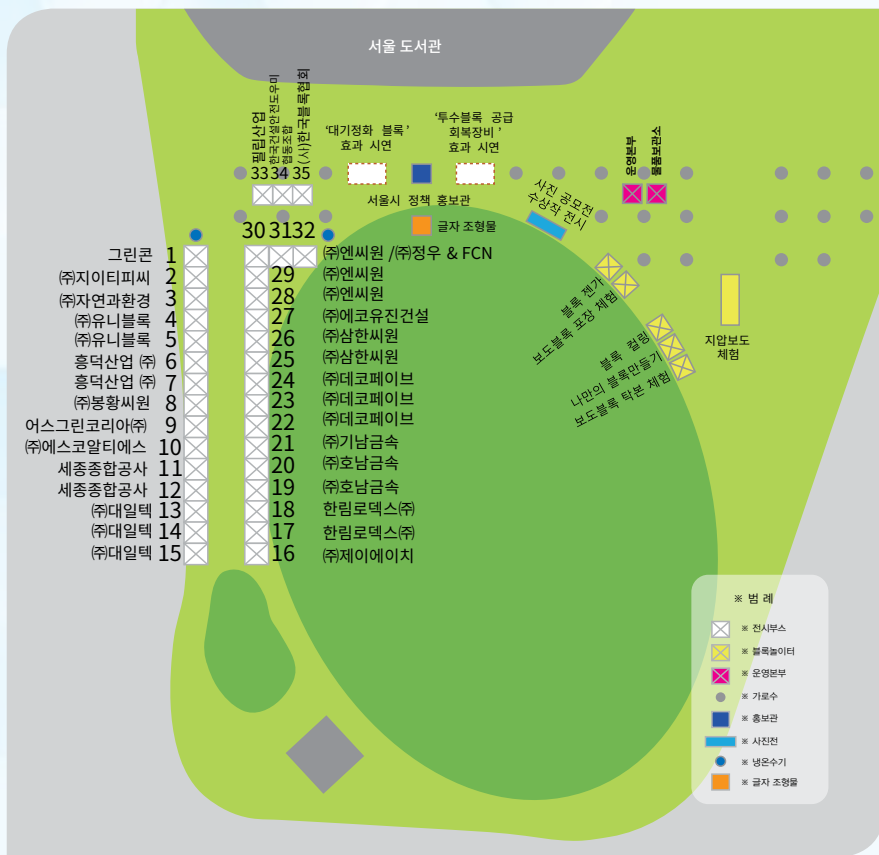 서울 도서관
필립산업
한국건설안전도우미
협동조합
(사)한국블록협회
33 34 35
'대기정화 블록'
효과 시연
'투수블록 공급
회복장비'
효과 시연
서울시 정책 홍보관
글자 조형물
사진 공모전
수상작 전시
운영본부
물품보관소
30 31 32
㈜엔씨원 /㈜정우 & FCN
그린콘 1
㈜지이티피씨 2
㈜자연과환경 3
㈜유니블록 4
㈜유니블록 5
흥덕산업 ㈜ 6
흥덕산업 ㈜ 7
㈜봉황씨원 8
어스그린코리아㈜ 9
㈜에스코알티에스 10
세종종합공사 11
세종종합공사 12
㈜대일텍 13
㈜대일텍 14
㈜대일텍 15
29 ㈜엔씨원
28 ㈜엔씨원
27 ㈜에코유진건설
26 ㈜삼한씨원
25 ㈜삼한씨원
24 ㈜데코페이브
23 ㈜데코페이브
22 ㈜데코페이브
21 ㈜기남금속
20 ㈜호남금속
19 ㈜호남금속
18 한림로덱스㈜
17 한림로덱스㈜
16 ㈜제이에이치
블록 젠가
보도블록 포장 체험
블록 컬링
나만의 블록만들기
보도블록 탁본 체험
지압보도
체험
※ 범 례
※ 전시부스
※ 블록놀이터
※ 운영본부
※ 가로수
※ 홍보관
※ 사진전
※ 냉온수기
※ 글자 조형물